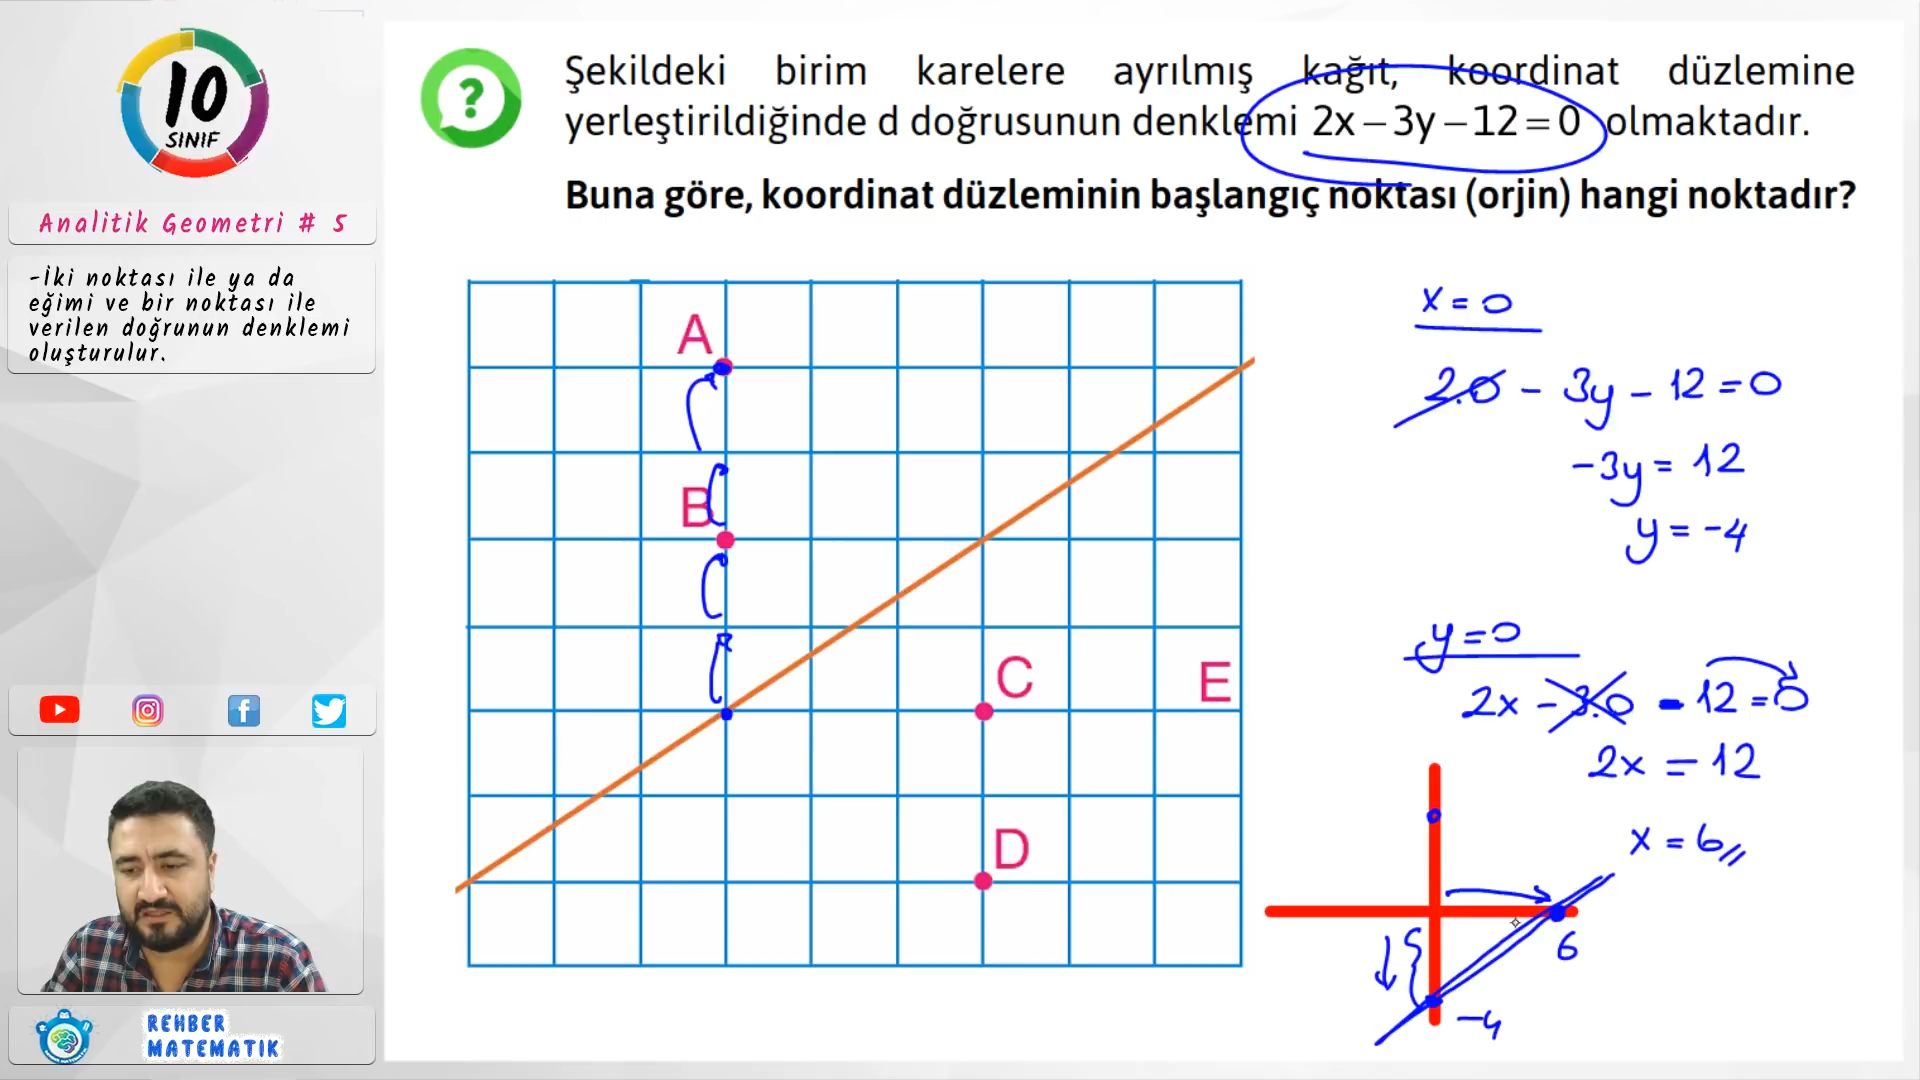 10
SINIF
Analitik Geometri # 5
-İki noktası ile ya da
eğimi ve bir noktası ile
verilen doğrunun denklemi
oluşturulur.
REHBER
MATEMATİK
?
Şekildeki birim karelere ayrılmış kağıt, koordinat düzlemine
yerleştirildiğinde d doğrusunun denklemi 2x – 3y – 12 = 0 olmaktadır.
Buna göre, koordinat düzleminin başlangıç noktası (orjin) hangi noktadır?
A
B
C
E
D
x = 0
2.0 - 3y - 12 = 0
-3y = 12
y = -4
y = 0
2x - 3.0 - 12 = 0
2x = 12
x = 6
6
-4